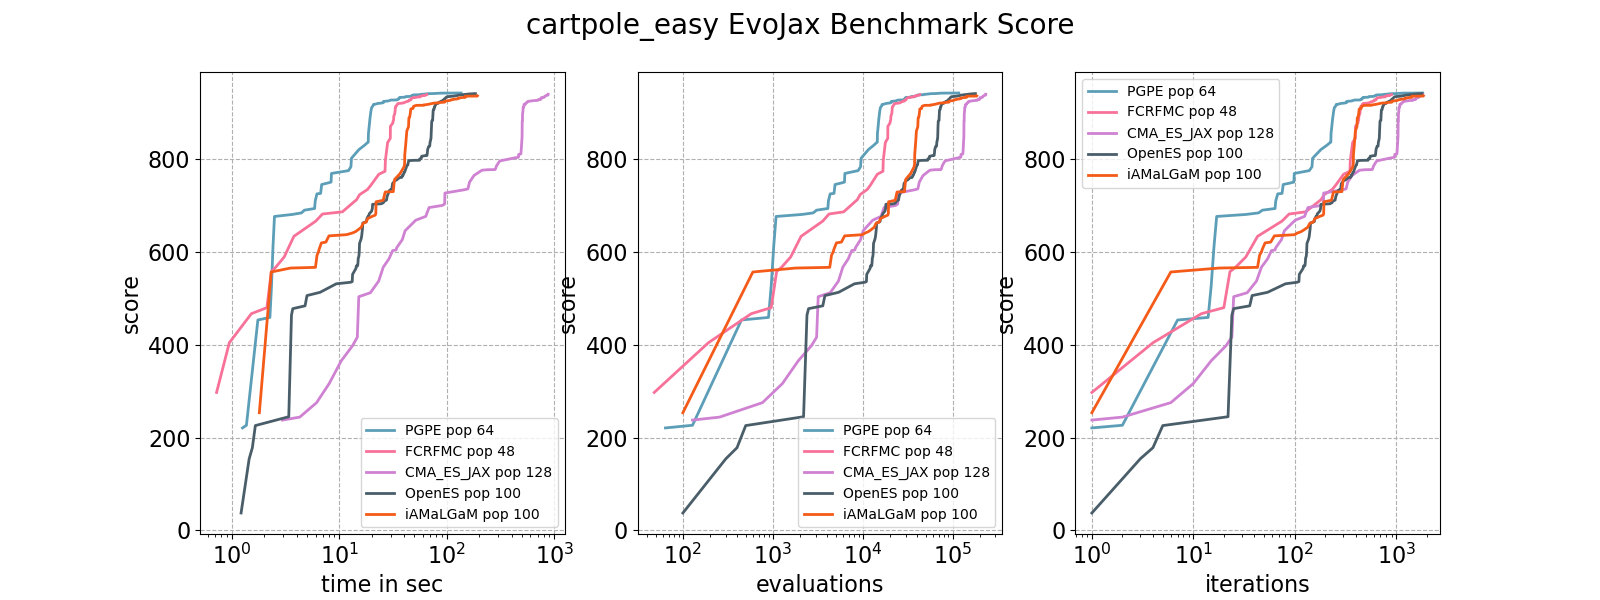 cartpole_easy EvoJax Benchmark Score
score
800
600
400
200
0
10^0
10^1
10^2
10^3
time in sec
PGPE pop 64
FCRFMC pop 48
CMA_ES_JAX pop 128
OpenES pop 100
iAMaLGaM pop 100
score
800
600
400
200
0
10^2
10^3
10^4
10^5
evaluations
PGPE pop 64
FCRFMC pop 48
CMA_ES_JAX pop 128
OpenES pop 100
iAMaLGaM pop 100
score
800
600
400
200
0
10^0
10^1
10^2
10^3
iterations
PGPE pop 64
FCRFMC pop 48
CMA_ES_JAX pop 128
OpenES pop 100
iAMaLGaM pop 100